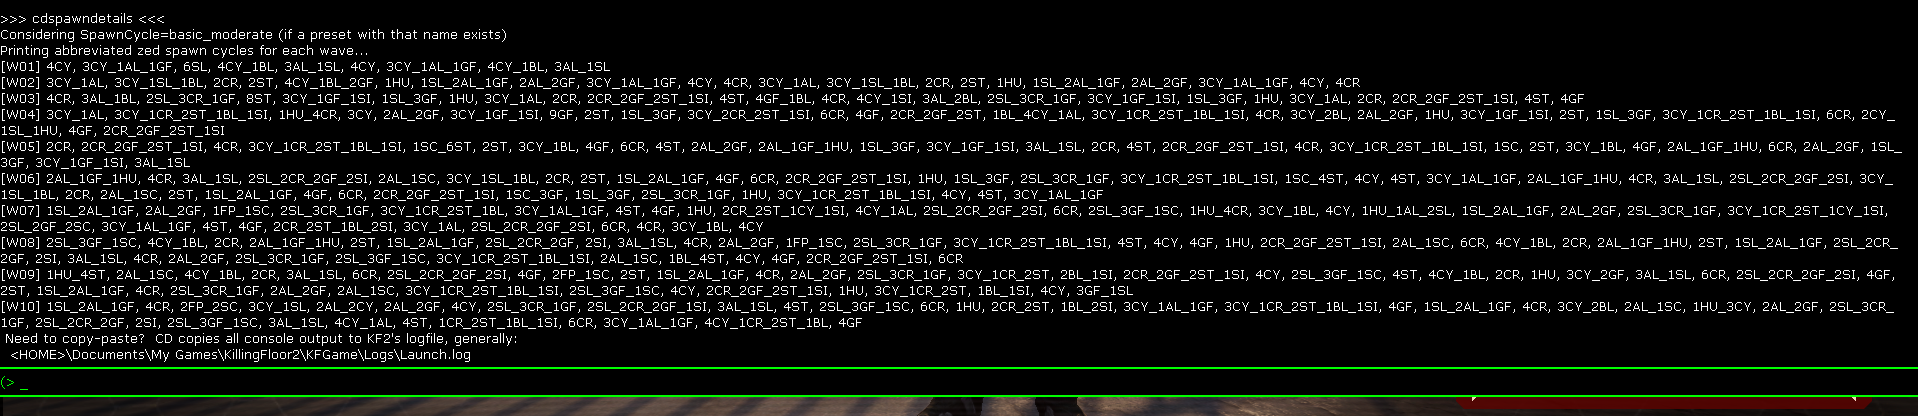 >>> cdspawndetails <<<
Considering SpawnCycle=basic_moderate (if a preset with that name exists)
Printing abbreviated zed spawn cycles for each wave...
[W01] 4CY, 3CY_1AL_1GF, 6SL, 4CY_1BL, 3AL_1SL, 4CY, 3CY_1AL_1GF, 4CY_1BL, 3AL_1SL
[W02] 3CY_1AL, 3CY_1SL_1BL, 2CR, 2ST, 4CY_1BL_2GF, 1HU, 1SL_2AL_1GF, 2AL_2GF, 3CY_1AL_1GF, 4CY, 4CR, 3CY_1AL, 3CY_1SL_1BL, 2CR, 2ST, 1HU, 1SL_2AL_1GF, 2AL_2GF, 3CY_1AL_1GF, 4CY, 4CR
[W03] 4CR, 3AL_1BL, 2SL_3CR_1GF, 8ST, 3CY_1GF_1SI, 1SL_3GF, 1HU, 3CY_1AL, 2CR, 2CR_2GF_2ST_1SI, 4ST, 4GF_1BL, 4CR, 4CY_1SI, 3AL_2BL, 2SL_3CR_1GF, 3CY_1GF_1SI, 1SL_3GF, 1HU, 3CY_1AL, 2CR, 2CR_2GF_2ST_1SI, 4ST, 4GF
[W04] 3CY_1AL, 3CY_1CR_2ST_1BL_1SI, 1HU_4CR, 3CY, 2AL_2GF, 3CY_1GF_1SI, 9GF, 2ST, 1SL_3GF, 3CY_2CR_2ST_1SI, 6CR, 4GF, 2CR_2GF_2ST, 1BL_4CY_1AL, 3CY_1CR_2ST_1BL_1SI, 4CR, 3CY_2BL, 2AL_2GF, 1HU, 3CY_1GF_1SI, 2ST, 1SL_3GF, 3CY_1CR_2ST_1BL_1SI, 6CR, 2CY_
1SL_1HU, 4GF, 2CR_2GF_2ST_1SI
[W05] 2CR, 2CR_2GF_2ST_1SI, 4CR, 3CY_1CR_2ST_1BL_1SI, 1SC_6ST, 2ST, 3CY_1BL, 4GF, 6CR, 4ST, 2AL_2GF, 2AL_1GF_1HU, 1SL_3GF, 3CY_1GF_1SI, 3AL_1SL, 2CR, 4ST, 2CR_2GF_2ST_1SI, 4CR, 3CY_1CR_2ST_1BL_1SI, 1SC, 2ST, 3CY_1BL, 4GF, 2AL_1GF_1HU, 6CR, 2AL_2GF, 1SL_
3GF, 3CY_1GF_1SI, 3AL_1SL
[W06] 2AL_1GF_1HU, 4CR, 3AL_1SL, 2SL_2CR_2GF_2SI, 2AL_1SC, 3CY_1SL_1BL, 2CR, 2ST, 1SL_2AL_1GF, 4GF, 6CR, 2CR_2GF_2ST_1SI, 1HU, 1SL_3GF, 2SL_3CR_1GF, 3CY_1CR_2ST_1BL_1SI, 1SC_4ST, 4CY, 4ST, 3CY_1AL_1GF, 2AL_1GF_1HU, 4CR, 3AL_1SL, 2SL_2CR_2GF_2SI, 3CY_
1SL_1BL, 2CR, 2AL_1SC, 2ST, 1SL_2AL_1GF, 4GF, 6CR, 2CR_2GF_2ST_1SI, 1SC_3GF, 1SL_3GF, 2SL_3CR_1GF, 1HU, 3CY_1CR_2ST_1BL_1SI, 4CY, 4ST, 3CY_1AL_1GF
[W07] 1SL_2AL_1GF, 2AL_2GF, 1FP_1SC, 2SL_3CR_1GF, 3CY_1CR_2ST_1BL, 3CY_1AL_1GF, 4ST, 4GF, 1HU, 2CR_2ST_1CY_1SI, 4CY_1AL, 2SL_2CR_2GF_2SI, 6CR, 2SL_3GF_1SC, 1HU_4CR, 3CY_1BL, 4CY, 1HU_1AL_2SL, 1SL_2AL_1GF, 2AL_2GF, 2SL_3CR_1GF, 3CY_1CR_2ST_1CY_1SI,
2SL_2GF_2SC, 3CY_1AL_1GF, 4ST, 4GF, 2CR_2ST_1BL_2SI, 3CY_1AL, 2SL_2CR_2GF_2SI, 6CR, 4CR, 3CY_1BL, 4CY
[W08] 2SL_3GF_1SC, 4CY_1BL, 2CR, 2AL_1GF_1HU, 2ST, 1SL_2AL_1GF, 2SL_2CR_2GF, 2SI, 3AL_1SL, 4CR, 2AL_2GF, 1FP_1SC, 2SL_3CR_1GF, 3CY_1CR_2ST_1BL_1SI, 4ST, 4CY, 4GF, 1HU, 2CR_2GF_2ST_1SI, 2AL_1SC, 6CR, 4CY_1BL, 2CR, 2AL_1GF_1HU, 2ST, 1SL_2AL_1GF, 2SL_2CR_
2GF, 2SI, 3AL_1SL, 4CR, 2AL_2GF, 2SL_3CR_1GF, 2SL_3GF_1SC, 3CY_1CR_2ST_1BL_1SI, 2AL_1SC, 1BL_4ST, 4CY, 4GF, 2CR_2GF_2ST_1SI, 6CR
[W09] 1HU_4ST, 2AL_1SC, 4CY_1BL, 2CR, 3AL_1SL, 6CR, 2SL_2CR_2GF_2SI, 4GF, 2FP_1SC, 2ST, 1SL_2AL_1GF, 4CR, 2AL_2GF, 2SL_3CR_1GF, 3CY_1CR_2ST, 2BL_1SI, 2CR_2GF_2ST_1SI, 4CY, 2SL_3GF_1SC, 4ST, 4CY_1BL, 2CR, 1HU, 3CY_2GF, 3AL_1SL, 6CR, 2SL_2CR_2GF_2SI, 4GF,
2ST, 1SL_2AL_1GF, 4CR, 2SL_3CR_1GF, 2AL_2GF, 2AL_1SC, 3CY_1CR_2ST_1BL_1SI, 2SL_3GF_1SC, 4CY, 2CR_2GF_2ST_1SI, 1HU, 3CY_1CR_2ST, 1BL_1SI, 4CY, 3GF_1SL
[W10] 1SL_2AL_1GF, 4CR, 2FP_2SC, 3CY_1SL, 2AL_2CY, 2AL_2GF, 4CY, 2SL_3CR_1GF, 2SL_2CR_2GF_1SI, 3AL_1SL, 4ST, 2SL_3GF_1SC, 6CR, 1HU, 2CR_2ST, 1BL_2SI, 3CY_1AL_1GF, 3CY_1CR_2ST_1BL_1SI, 4GF, 1SL_2AL_1GF, 4CR, 3CY_2BL, 2AL_1SC, 1HU_3CY, 2AL_2GF, 2SL_3CR_
1GF, 2SL_2CR_2GF, 2SI, 2SL_3GF_1SC, 3AL_1SL, 4CY_1AL, 4ST, 1CR_2ST_1BL_1SI, 6CR, 3CY_1AL_1GF, 4CY_1CR_2ST_1BL, 4GF
Need to copy-paste?  CD copies all console output to KF2's logfile, generally:
<HOME>\Documents\My Games\KillingFloor2\KFGame\Logs\Launch.log
(> _